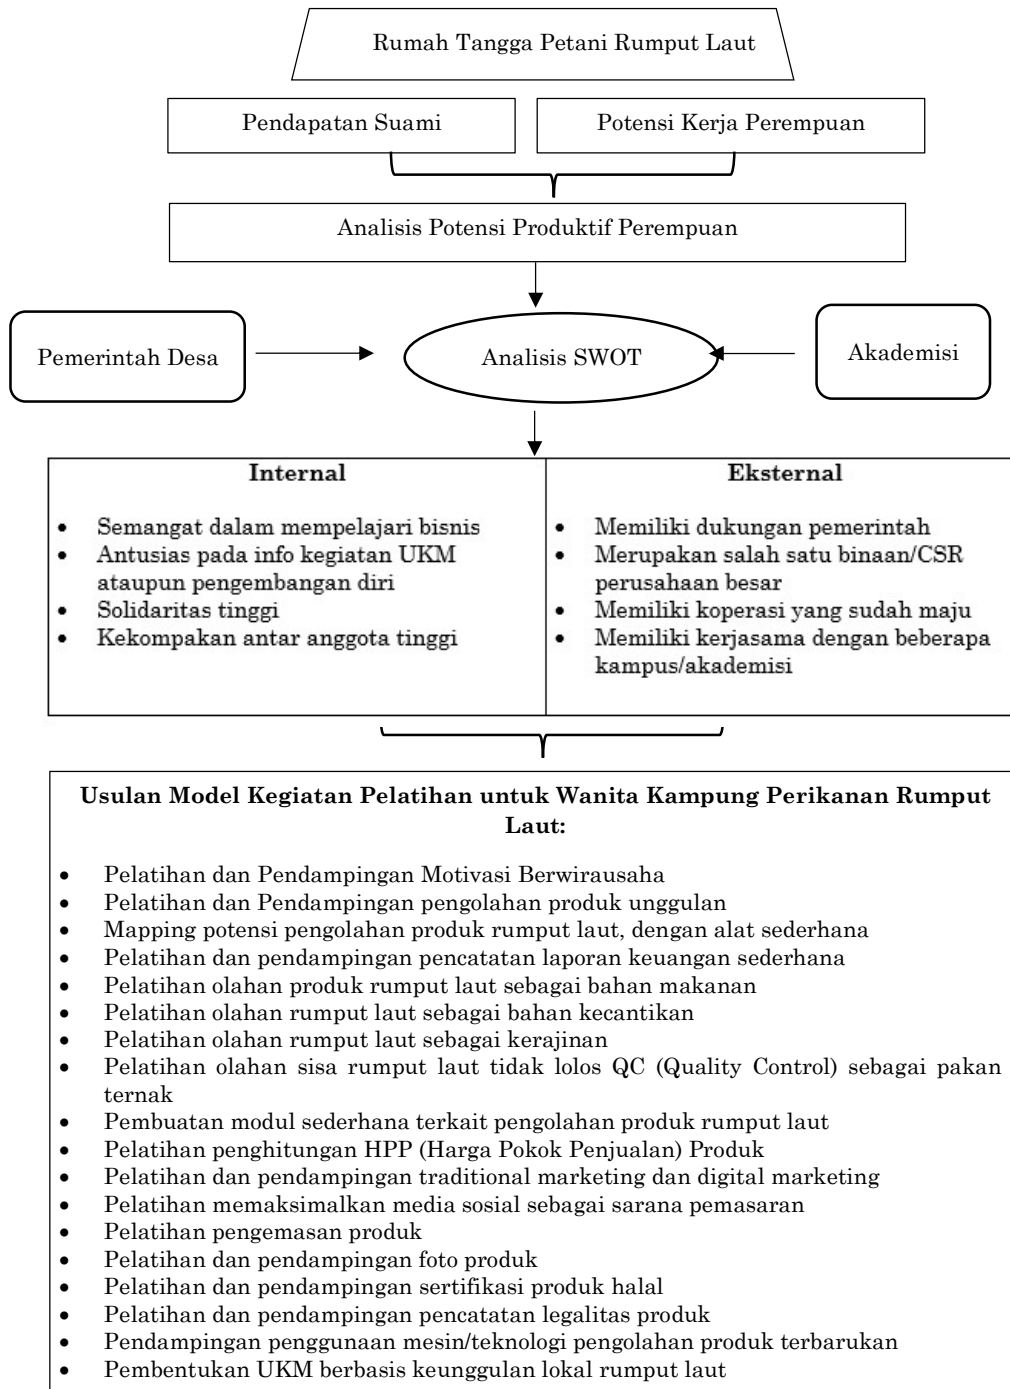 Rumah Tangga Petani Rumput Laut
Pendapatan Suami
Potensi Kerja Perempuan
Analisis Potensi Produktif Perempuan
Pemerintah Desa
Analisis SWOT
Akademisi
Internal
• Semangat dalam mempelajari bisnis
• Antusias pada info kegiatan UKM
ataupun pengembangan diri
• Solidaritas tinggi
• Kekompakan antar anggota tinggi
Eksternal
• Memiliki dukungan pemerintah
• Merupakan salah satu binaan/CSR
perusahaan besar
• Memiliki koperasi yang sudah maju
• Memiliki kerjasama dengan beberapa
kampus/akademisi
Usulan Model Kegiatan Pelatihan untuk Wanita Kampung Perikanan Rumput
Laut:
• Pelatihan dan Pendampingan Motivasi Berwirausaha
• Pelatihan dan Pendampingan pengolahan produk unggulan
• Mapping potensi pengolahan produk rumput laut, dengan alat sederhana
• Pelatihan dan pendampingan pencatatan laporan keuangan sederhana
• Pelatihan olahan produk rumput laut sebagai bahan makanan
• Pelatihan olahan rumput laut sebagai bahan kecantikan
• Pelatihan olahan rumput laut sebagai kerajinan
• Pelatihan olahan sisa rumput laut tidak lolos QC (Quality Control) sebagai pakan
ternak
• Pembuatan modul sederhana terkait pengolahan produk rumput laut
• Pelatihan penghitungan HPP (Harga Pokok Penjualan) Produk
• Pelatihan dan pendampingan traditional marketing dan digital marketing
• Pelatihan memaksimalkan media sosial sebagai sarana pemasaran
• Pelatihan pengemasan produk
• Pelatihan dan pendampingan foto produk
• Pelatihan dan pendampingan sertifikasi produk halal
• Pelatihan dan pendampingan pencatatan legalitas produk
• Pendampingan penggunaan mesin/teknologi pengolahan produk terbarukan
• Pembentukan UKM berbasis keunggulan lokal rumput laut